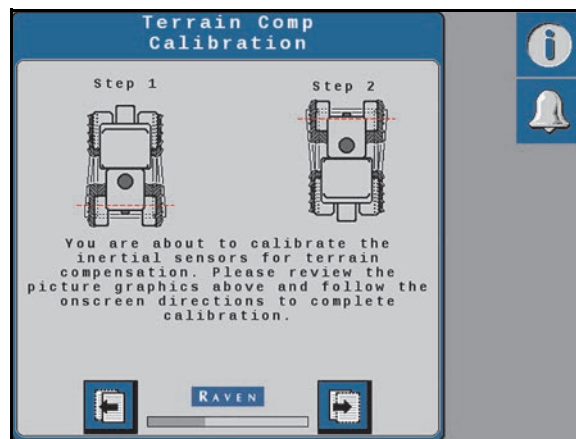 Terrain Comp
Calibration
Step 1
Step 2
You are about to calibrate the
inertial sensors for terrain
compensation. Please review the
picture graphics above and follow the
onscreen directions to complete
calibration.
RAVEN